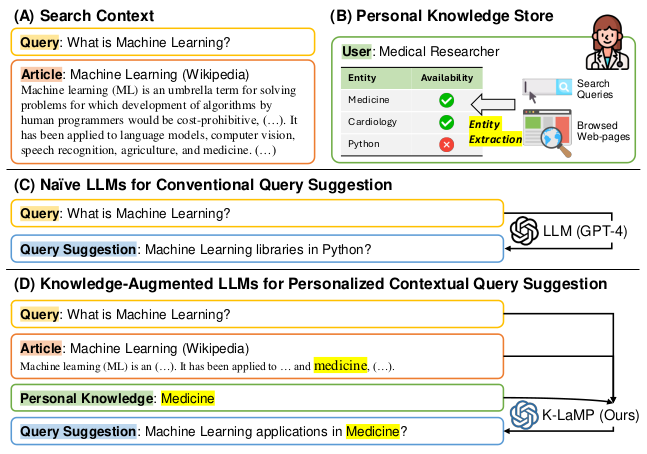 (A) Search Context
Query: What is Machine Learning?
Article: Machine Learning (Wikipedia)
Machine learning (ML) is an umbrella term for solving
problems for which development of algorithms by
human programmers would be cost-prohibitive, (…). It
has been applied to language models, computer vision,
speech recognition, agriculture, and medicine. (…)
(B) Personal Knowledge Store
User: Medical Researcher
Entity Availability
Medicine
Cardiology
Python
Entity
Extraction
Search
Queries
Browsed
Web-pages
(C) Naïve LLMs for Conventional Query Suggestion
Query: What is Machine Learning?
Query Suggestion: Machine Learning libraries in Python?
LLM (GPT-4)
(D) Knowledge-Augmented LLMs for Personalized Contextual Query Suggestion
Query: What is Machine Learning?
Article: Machine Learning (Wikipedia)
Machine learning (ML) is an (…). It has been applied to … and medicine, (…).
Personal Knowledge: Medicine
Query Suggestion: Machine Learning applications in Medicine?
K-LaMP (Ours)